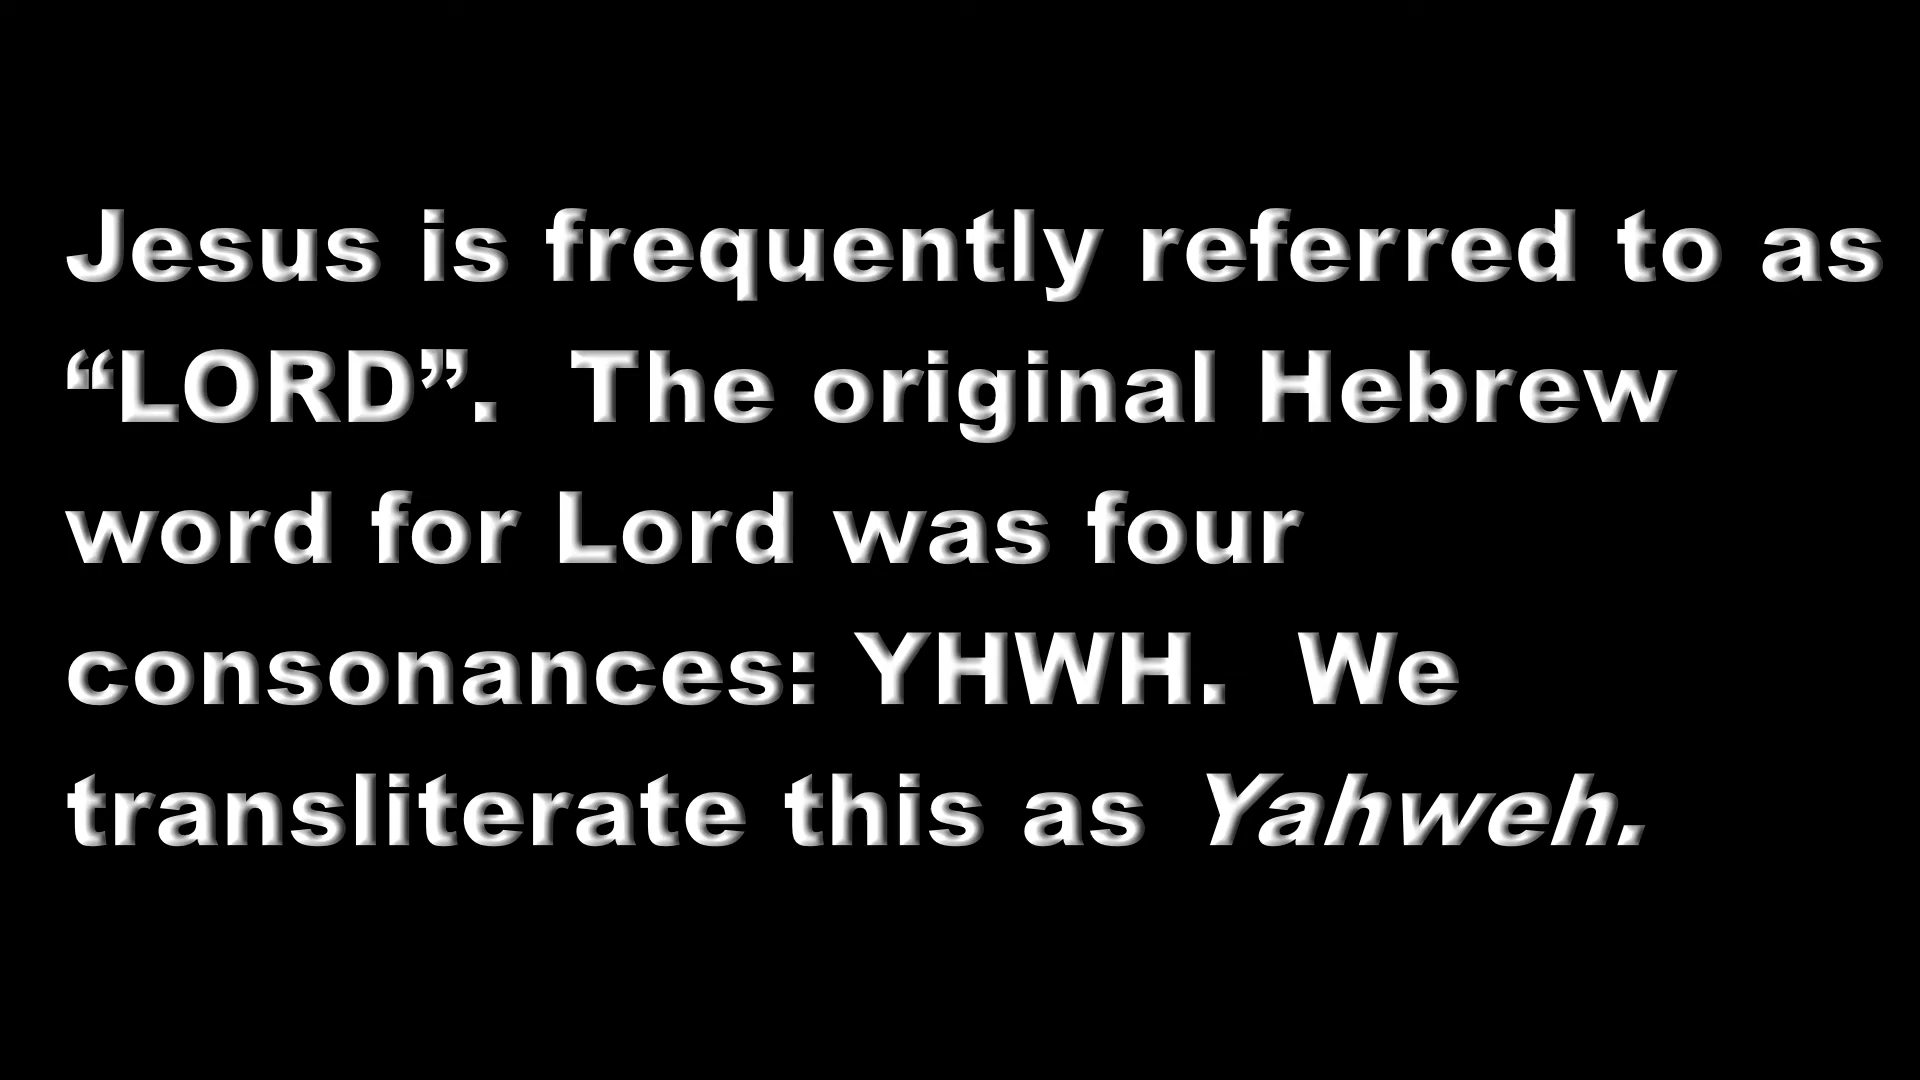 Jesus is frequently referred to as
“LORD”.  The original Hebrew
word for Lord was four
consonances: YHWH.  We
transliterate this as Yahweh.